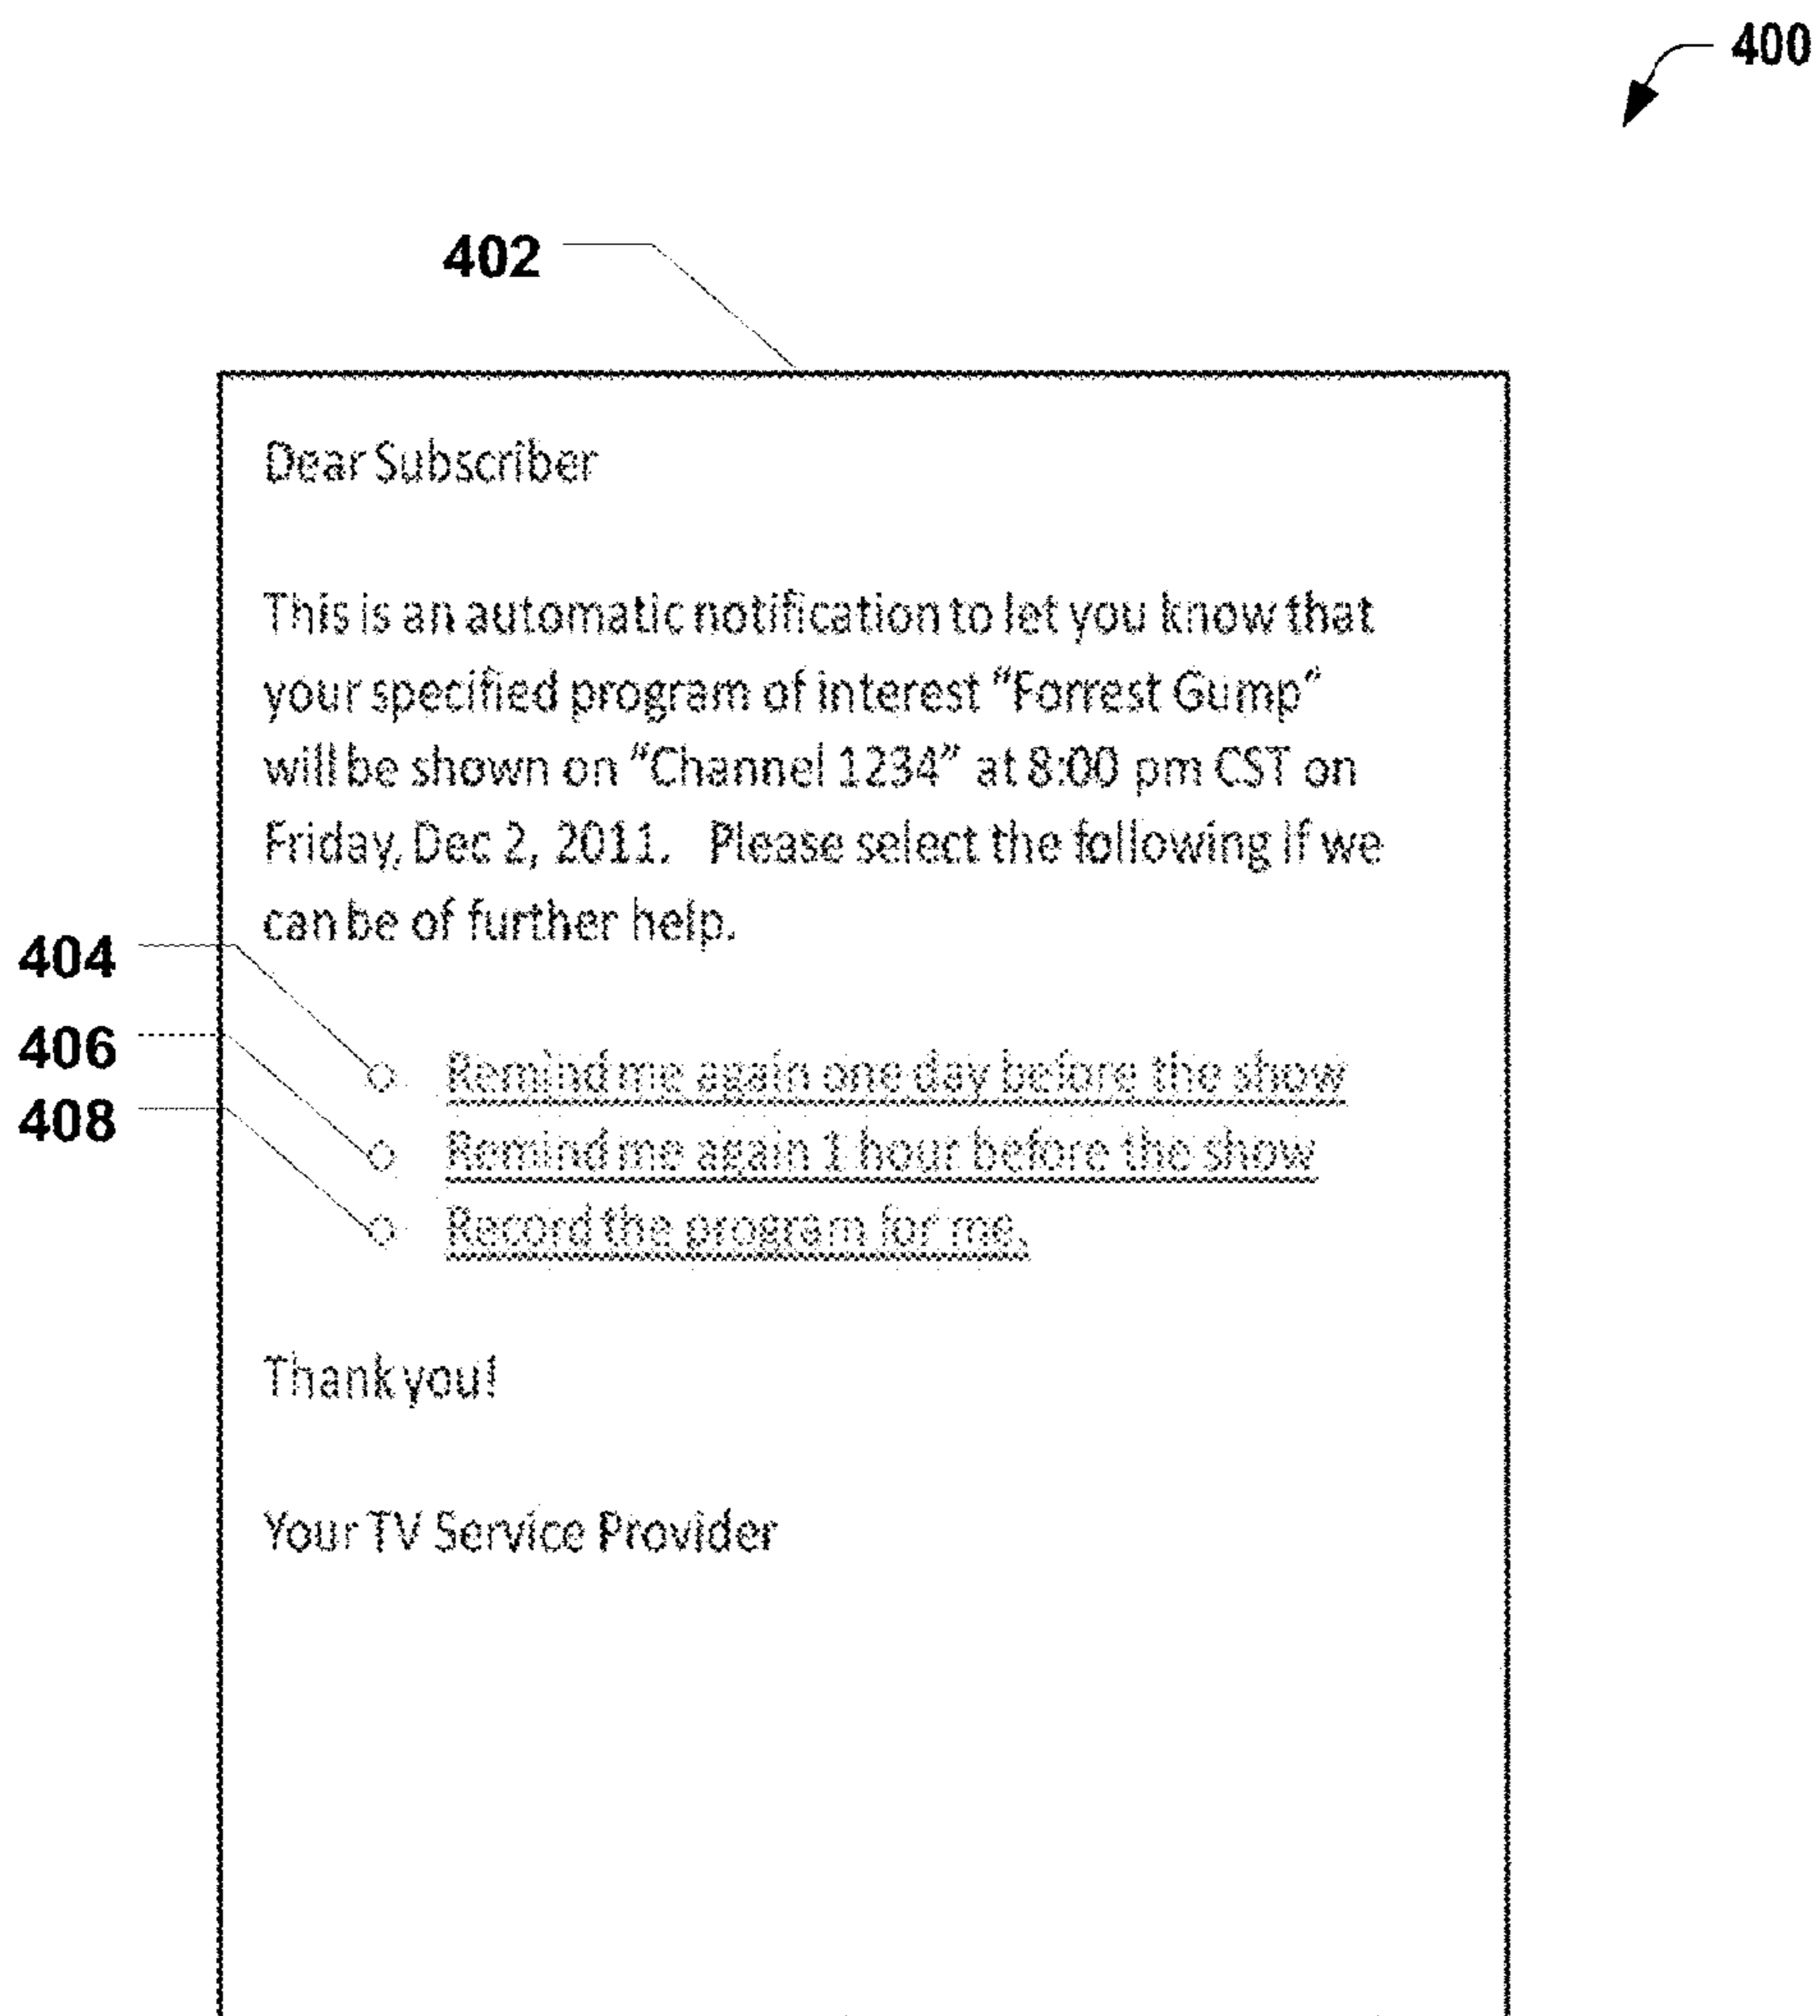 400
402
Dear Subscriber
This is an automatic notification to let you know that
your specified program of interest “Forrest Gump”
will be shown on “Channel 1234” at 8:00 pm CST on
Friday, Dec 2, 2011. Please select the following if we
can be of further help.
404
406
408
Remind me again one day before the show
Remind me again 1 hour before the show
Record the program for me.
Thank you!
Your TV Service Provider